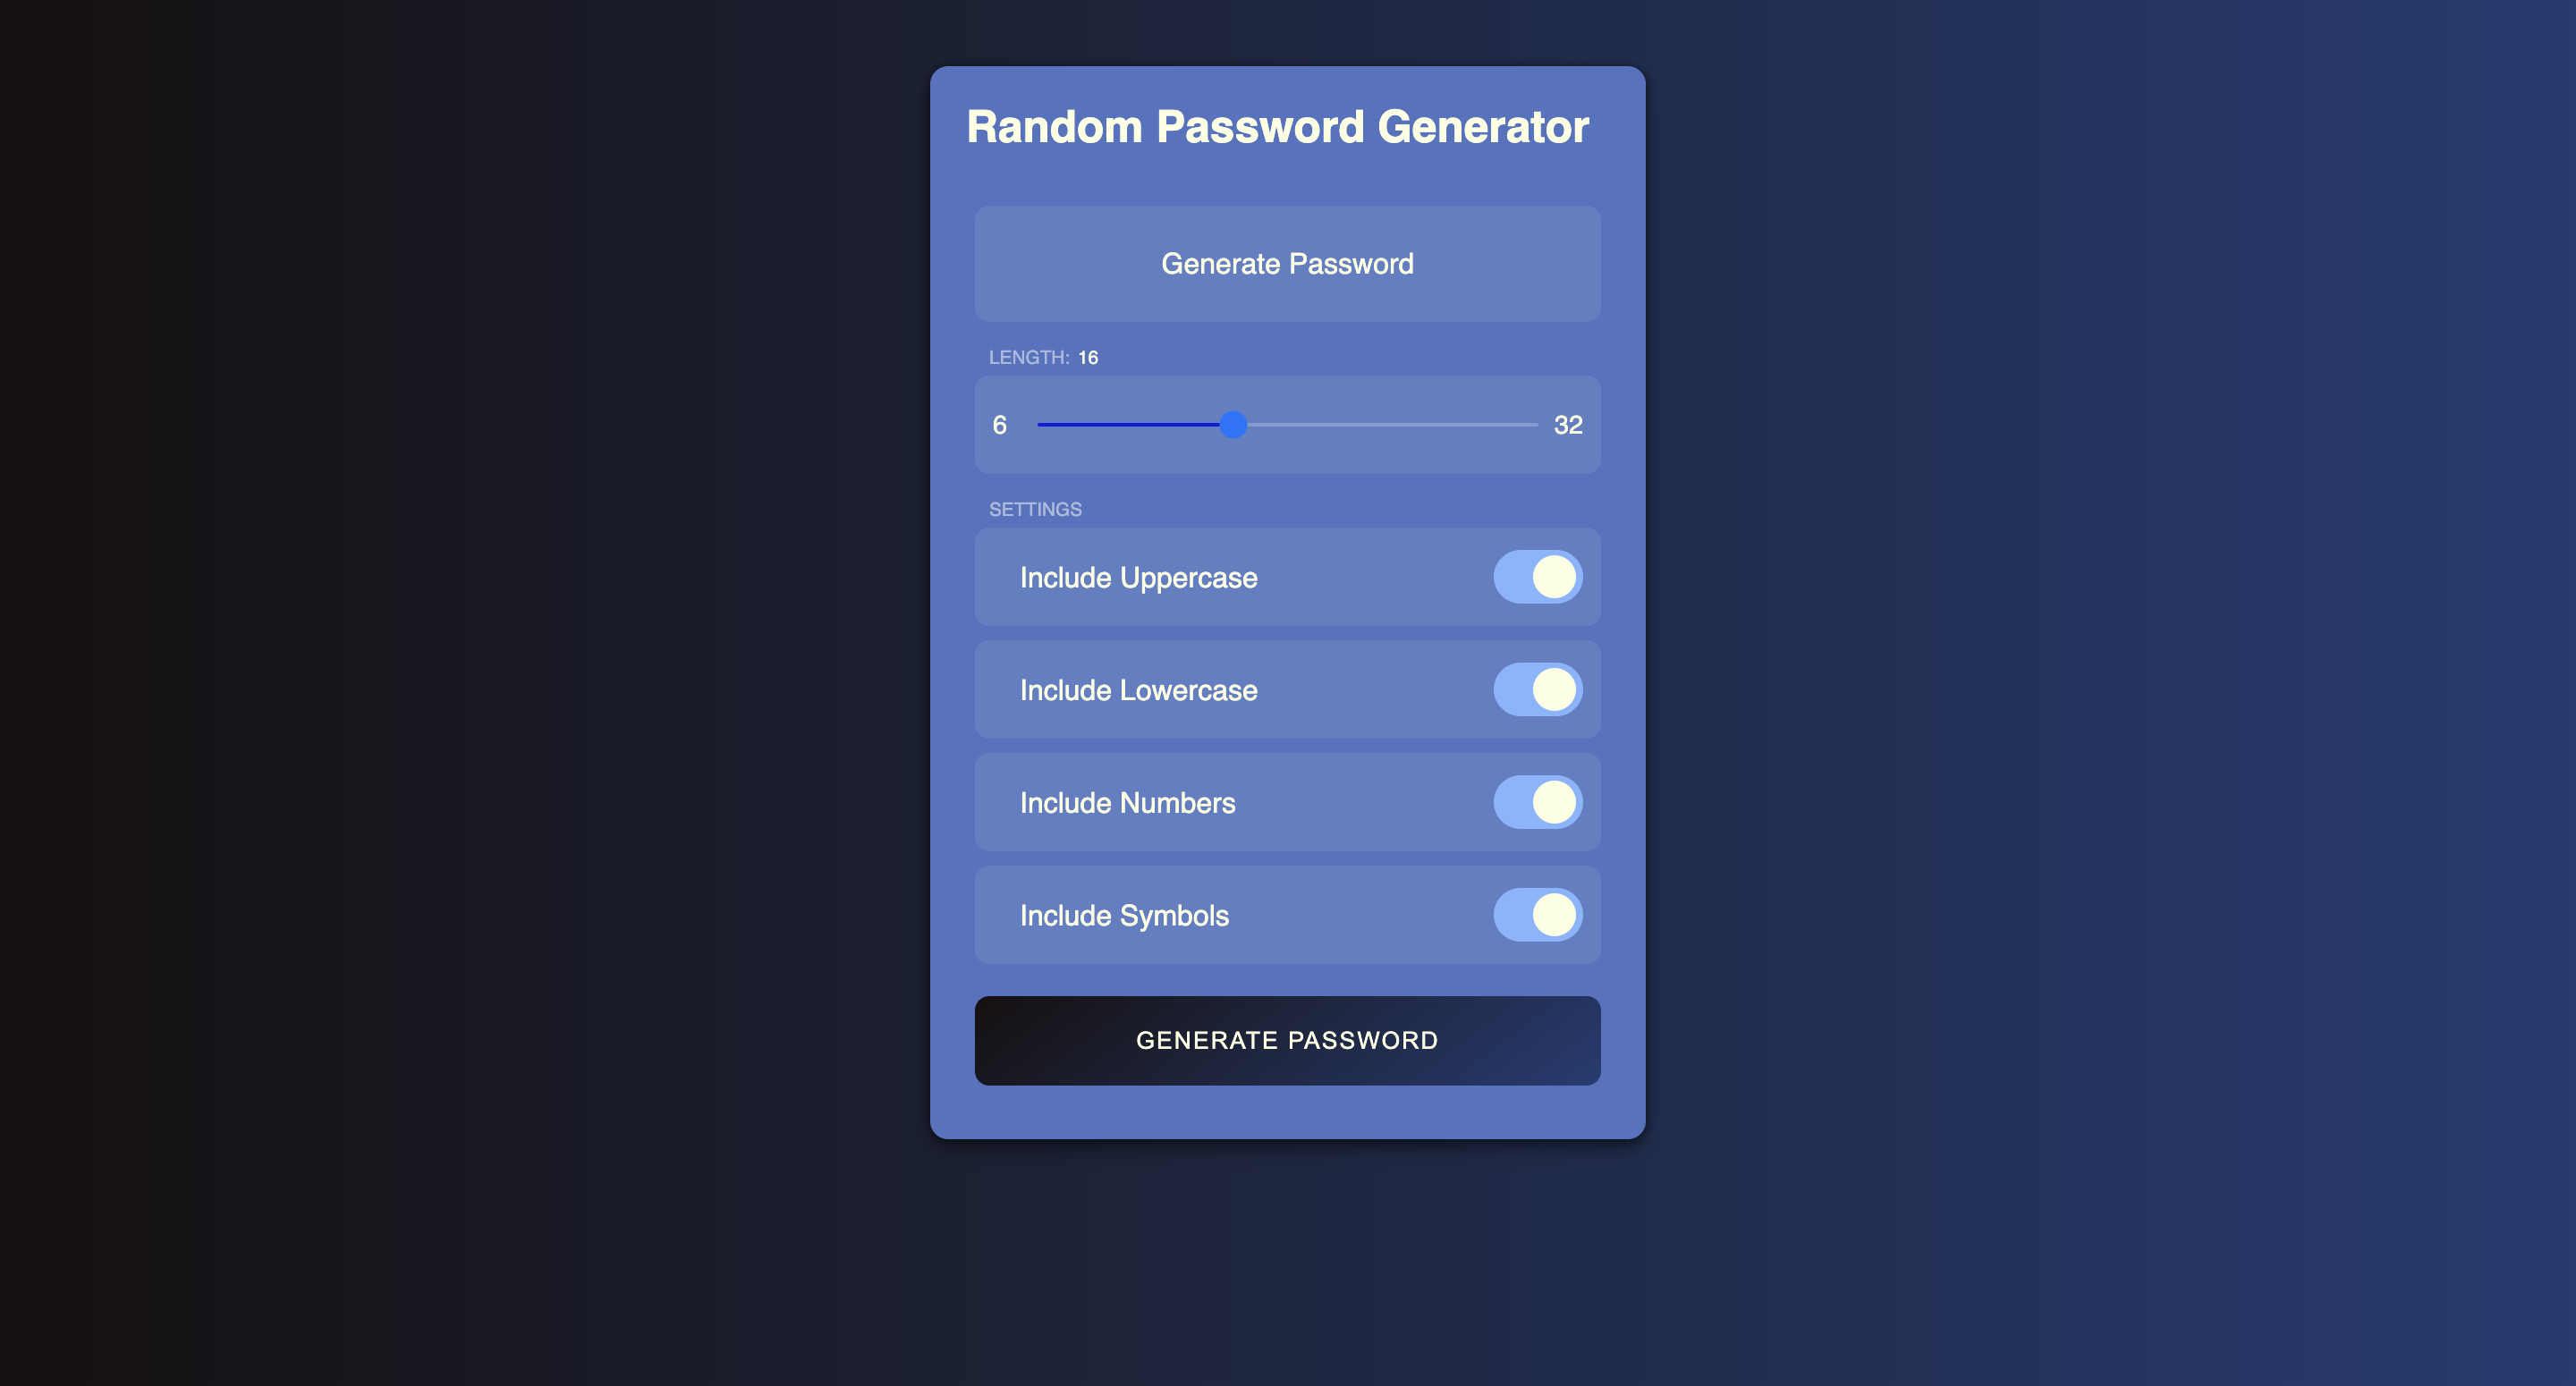 Random Password Generator
Generate Password
LENGTH: 16
6 32
SETTINGS
Include Uppercase
Include Lowercase
Include Numbers
Include Symbols
GENERATE PASSWORD